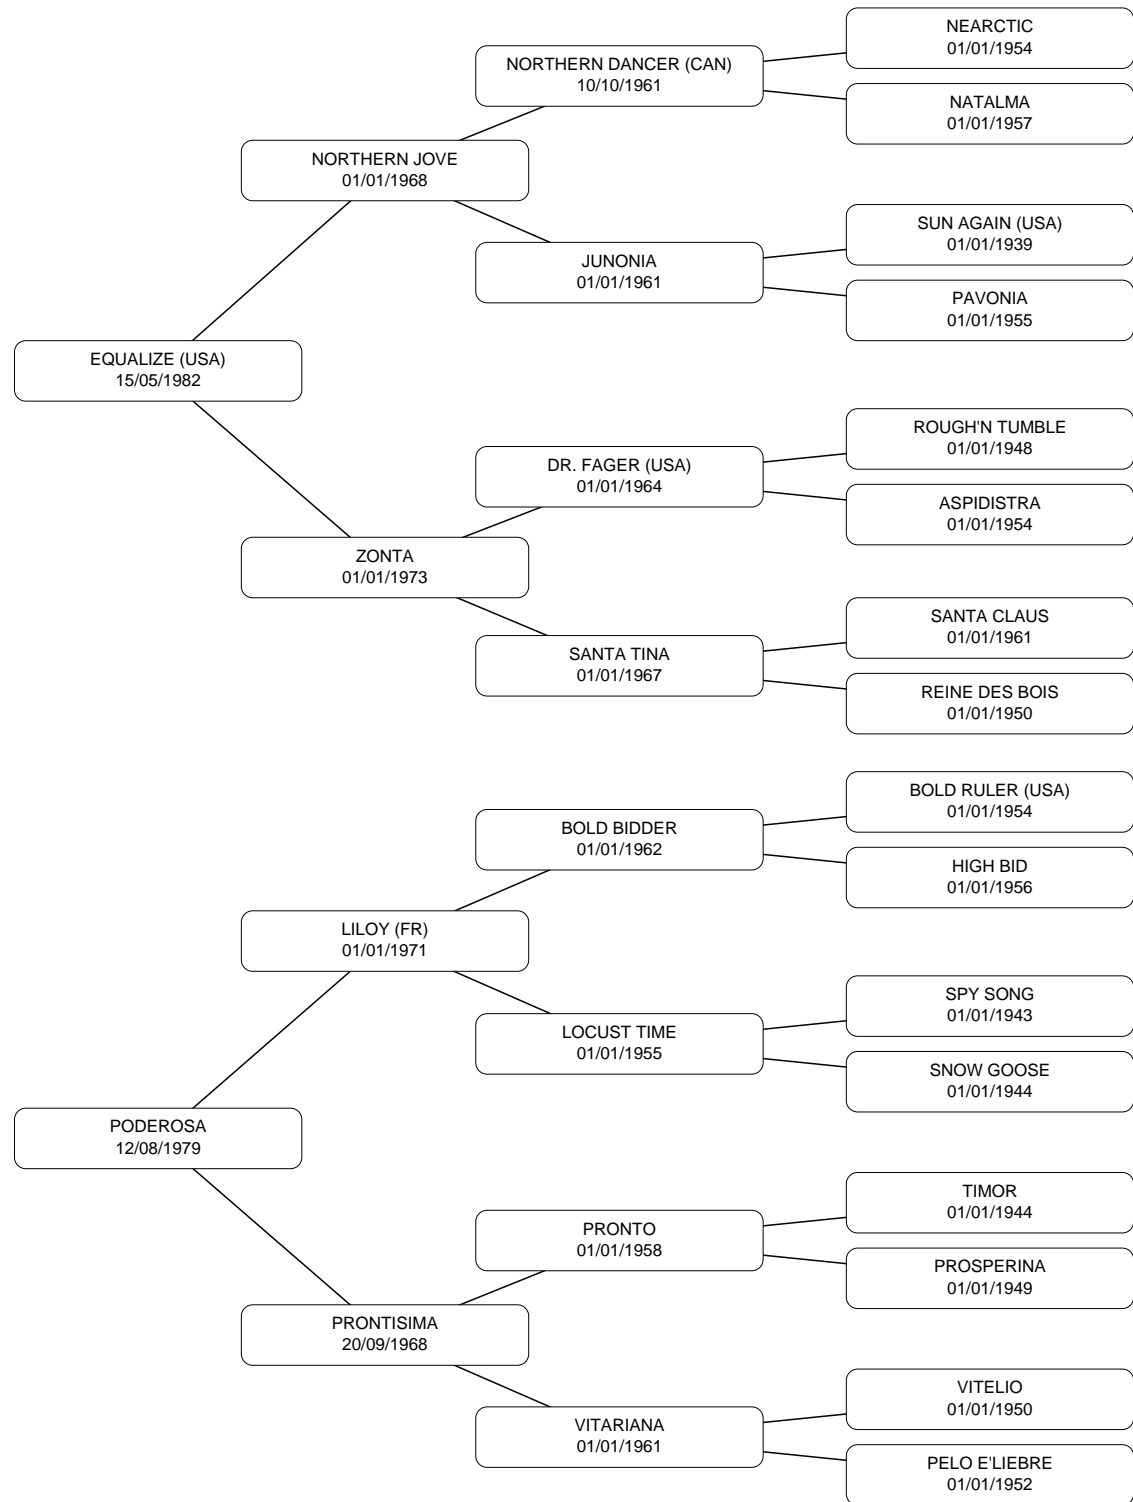 NEARCTIC
01/01/1954
NORTHERN DANCER (CAN)
10/10/1961
NATALMA
01/01/1957
NORTHERN JOVE
01/01/1968
SUN AGAIN (USA)
01/01/1939
JUNONIA
01/01/1961
PAVONIA
01/01/1955
EQUALIZE (USA)
15/05/1982
ROUGH'N TUMBLE
01/01/1948
DR. FAGER (USA)
01/01/1964
ASPIDISTRA
01/01/1954
ZONTA
01/01/1973
SANTA CLAUS
01/01/1961
SANTA TINA
01/01/1967
REINE DES BOIS
01/01/1950
BOLD RULER (USA)
01/01/1954
BOLD BIDDER
01/01/1962
HIGH BID
01/01/1956
LILOY (FR)
01/01/1971
SPY SONG
01/01/1943
LOCUST TIME
01/01/1955
SNOW GOOSE
01/01/1944
PODEROSA
12/08/1979
TIMOR
01/01/1944
PRONTO
01/01/1958
PROSPERINA
01/01/1949
PRONTISIMA
20/09/1968
VITELIO
01/01/1950
VITARIANA
01/01/1961
PELO E'LIEBRE
01/01/1952